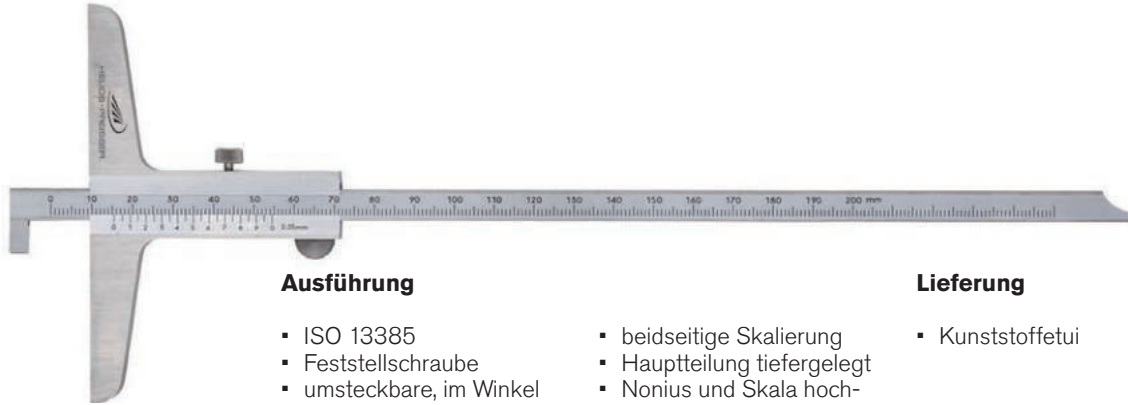 HELIOS-PREISSER
0 10 20 30 40 50 60 70 80 90 100 110 120 130 140 150 160 170 180 190 200 mm
0 1 2 3 4 5 6 7 8 9 0 0.05mm
Ausführung
▪ ISO 13385
▪ Feststellschraube
▪ umsteckbare, im Winkel
▪ beidseitige Skalierung
▪ Hauptteilung tiefergelegt
▪ Nonius und Skala hoch-
Lieferung
▪ Kunststoffetui